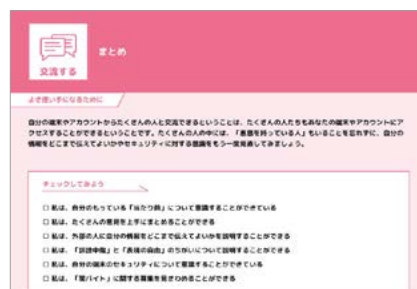 まとめ
交流する
よき使い手になるために
自分の端末やアカウントからたくさんの人と交流できるということは、たくさんの人たちもあなたの端末やアカウントにア
クセスすることができるということです。たくさんの人の中には、「悪意を持っている人」もいることを忘れずに、自分の
情報をどこまで伝えてよいかやセキュリティに対する意識をもう一度見直してみましょう。
チェックしてみよう
□ 私は、自分のもっている「当たり前」について意識することができている
□ 私は、たくさんの意見を上手にまとめることができる
□ 私は、外部の人に自分の情報をどこまで伝えてよいかを説明することができる
□ 私は、「誹謗中傷」と「表現の自由」のちがいについて説明することができる
□ 私は、自分の端末のセキュリティについて意識することができている
□ 私は、「闇バイト」に関する募集を見きわめることができる